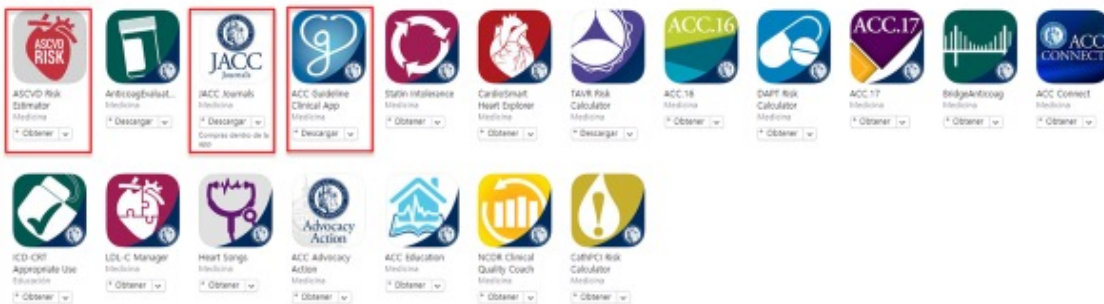 ASCVD
RISK
JACC
Journals
ACC.16
ACC.17
ACC
CONNECT
ASCVD Risk
Estimator
Medicina
* Obtener
AnticoagEvaluat...
Medicina
* Descargar
JACC Journals
Medicina
* Descargar
Compras dentro de la
app
ACC Guideline
Clinical App
Medicina
* Descargar
Statin Intolerance
Medicina
* Obtener
CardioSmart
Heart Explorer
Medicina
* Obtener
TAVR Risk
Calculator
Medicina
* Descargar
ACC.16
Medicina
* Obtener
DAPT Risk
Calculator
Medicina
* Obtener
ACC.17
Medicina
* Obtener
BridgeAnticoag
Medicina
* Obtener
ACC Connect
Medicina
* Obtener
Advocacy
Action
ICD-CRT
Appropriate Use
Educación
* Obtener
LDL-C Manager
Medicina
* Obtener
Heart Songs
Medicina
* Obtener
ACC Advocacy
Action
Medicina
* Obtener
ACC Education
Medicina
* Obtener
NCDR Clinical
Quality Coach
Medicina
* Obtener
CathPCI Risk
Calculator
Medicina
* Obtener